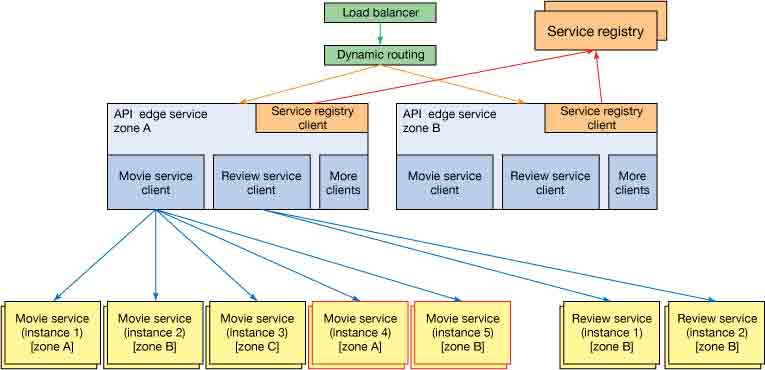 Load balancer
Service registry
Dynamic routing
API edge service
zone A
Service registry
client
Movie service
client
Review service
client
More
clients
API edge service
zone B
Service registry
client
Movie service
client
Review service
client
More
clients
Movie service
(instance 1)
[zone A]
Movie service
(instance 2)
[zone B]
Movie service
(instance 3)
[zone C]
Movie service
(instance 4)
[zone A]
Movie service
(instance 5)
[zone B]
Review service
(instance 1)
[zone B]
Review service
(instance 2)
[zone B]